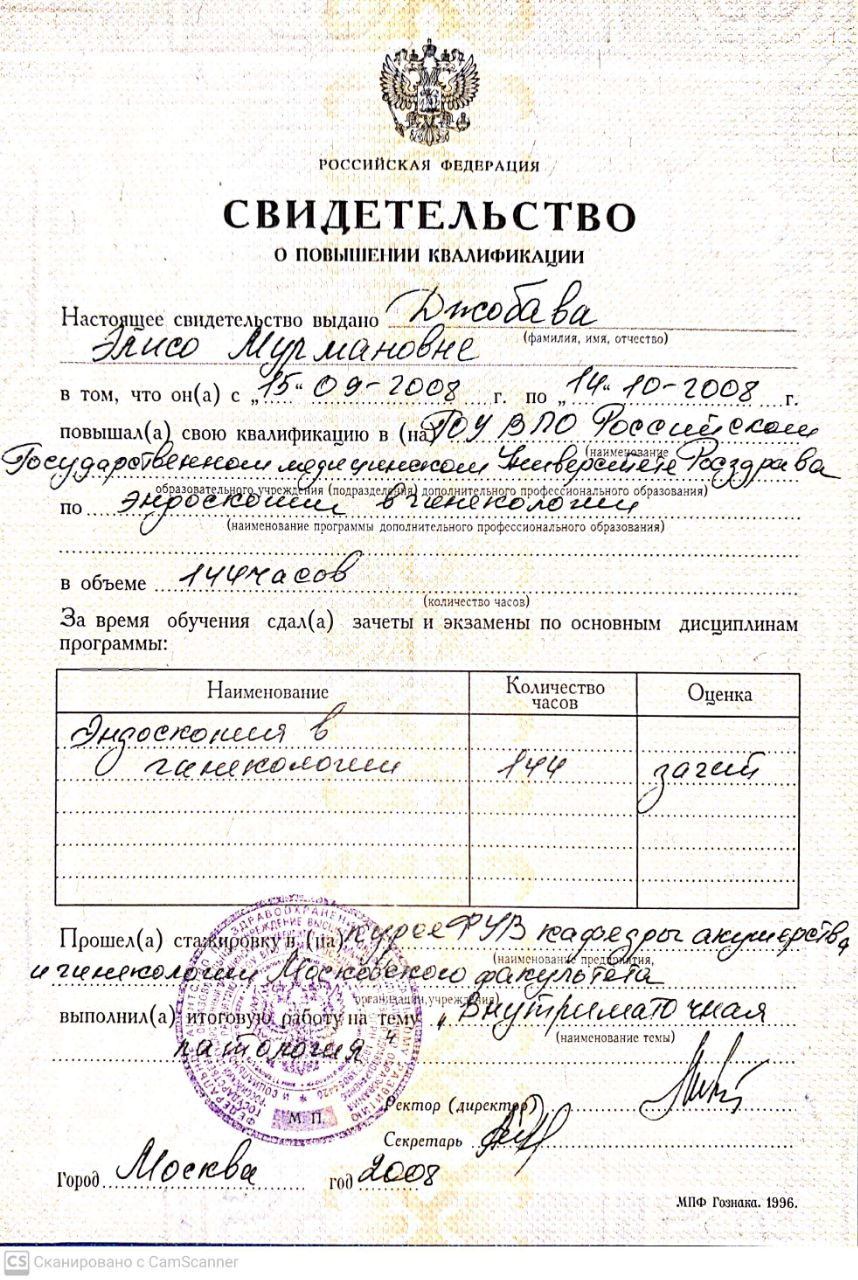 РОССИЙСКАЯ ФЕДЕРАЦИЯ
СВИДЕТЕЛЬСТВО
О ПОВЫШЕНИИ КВАЛИФИКАЦИИ
Настоящее свидетельство выдано Джобава
(фамилия, имя, отчество)
Элисо Мурмановне
в том, что он(а) с „15“ 09-2008 г. по „14“ 10-2008 г.
повышал(а) свою квалификацию в (на) ГОУ ВПО Российском
(наименование
Государственном медицинском Университете Росздрава
образовательного учреждения (подразделения) дополнительного профессионального образования)
по эндоскопии в гинекологии
(наименование программы дополнительного профессионального образования)
в объеме 144 часов
(количество часов)
За время обучения сдал(а) зачеты и экзамены по основным дисциплинам
программы:
Наименование Количество часов Оценка
Эндоскопия в
гинекологии 144 зачет
Прошел(а) стажировку в (на) курсе ФУВ кафедры акушерства
(наименование предприятия,
и гинекологии Московского факультета
организации, учреждения)
выполнил(а) итоговую работу на тему „Внутриматочная
(наименование темы)
патология“
Ректор (директор)
М П.
Секретарь
Город Москва год 2008
МПФ Гознака. 1996.
CS Сканировано с CamScanner